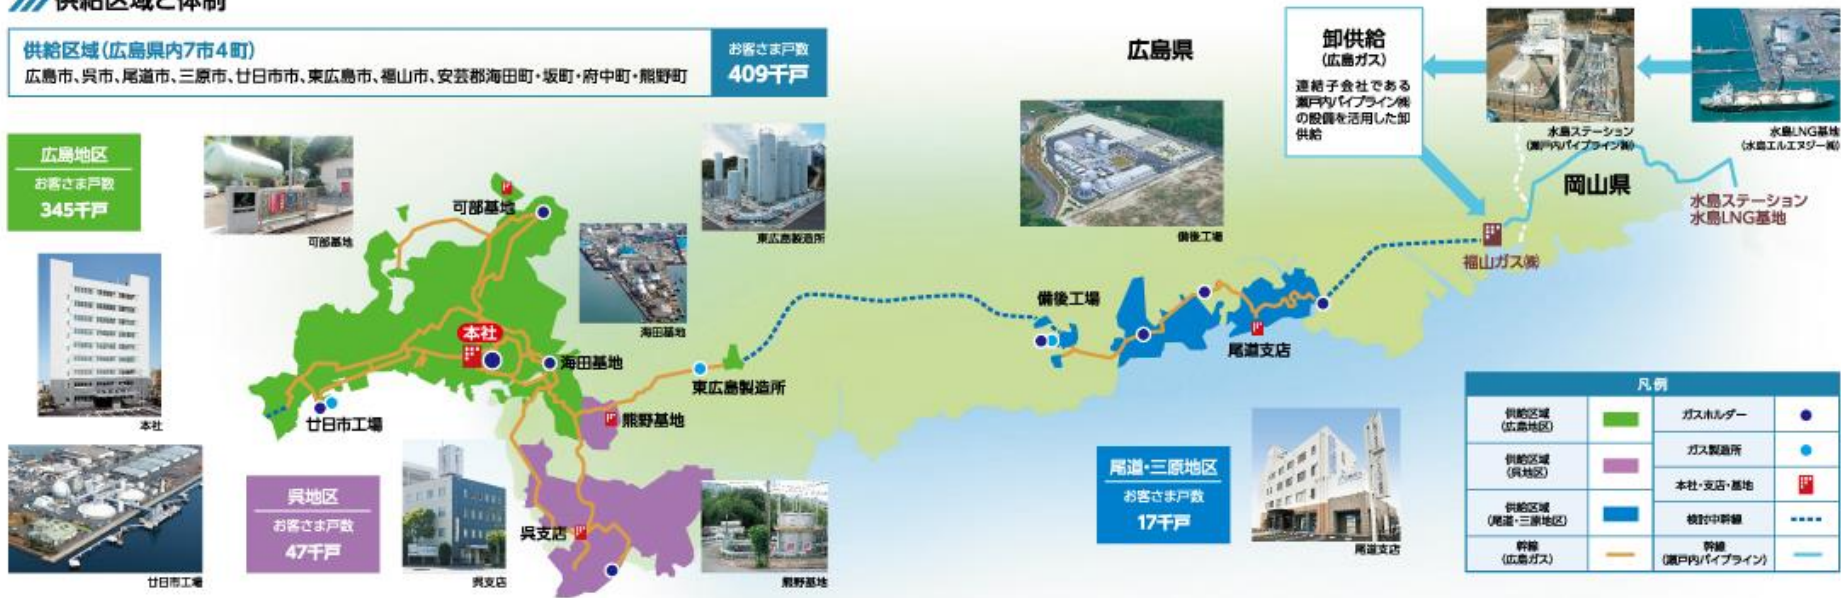 供給区域と体制
供給区域(広島県内7市4町)
広島市、呉市、尾道市、三原市、廿日市市、東広島市、福山市、安芸郡海田町・坂町・府中町・熊野町
お客さま戸数
409千戸
広島地区
お客さま戸数
345千戸
可部基地
可部基地
東広島製造所
海田基地
本社
本社
海田基地
東広島製造所
廿日市工場
熊野基地
廿日市工場
呉地区
お客さま戸数
47千戸
呉支店
呉支店
熊野基地
広島県
備後工場
備後工場
尾道支店
尾道・三原地区
お客さま戸数
17千戸
尾道支店
卸供給
(広島ガス)
連結子会社である
瀬戸内パイプライン㈱
の設備を活用した卸
供給
水島ステーション
(瀬戸内パイプライン㈱)
水島LNG基地
(水島エルエヌジー㈱)
岡山県
水島ステーション
水島LNG基地
福山ガス㈱
凡例
供給区域
(広島地区)
ガスホルダー
供給区域
(呉地区)
ガス製造所
本社・支店・基地
供給区域
(尾道・三原地区)
検討中幹線
幹線
(広島ガス)
幹線
(瀬戸内パイプライン)